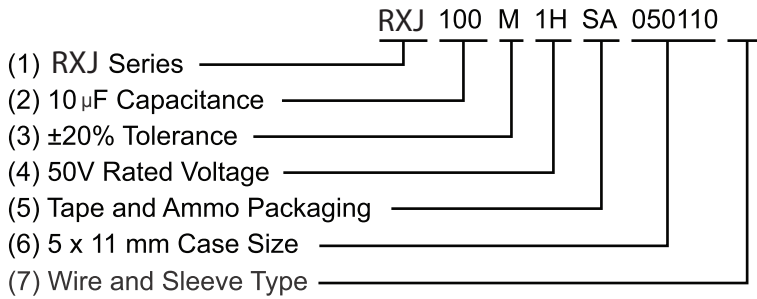 RXJ 100 M 1H SA 050110
(1) RXJ Series
(2) 10 µF Capacitance
(3) ±20% Tolerance
(4) 50V Rated Voltage
(5) Tape and Ammo Packaging
(6) 5 x 11 mm Case Size
(7) Wire and Sleeve Type